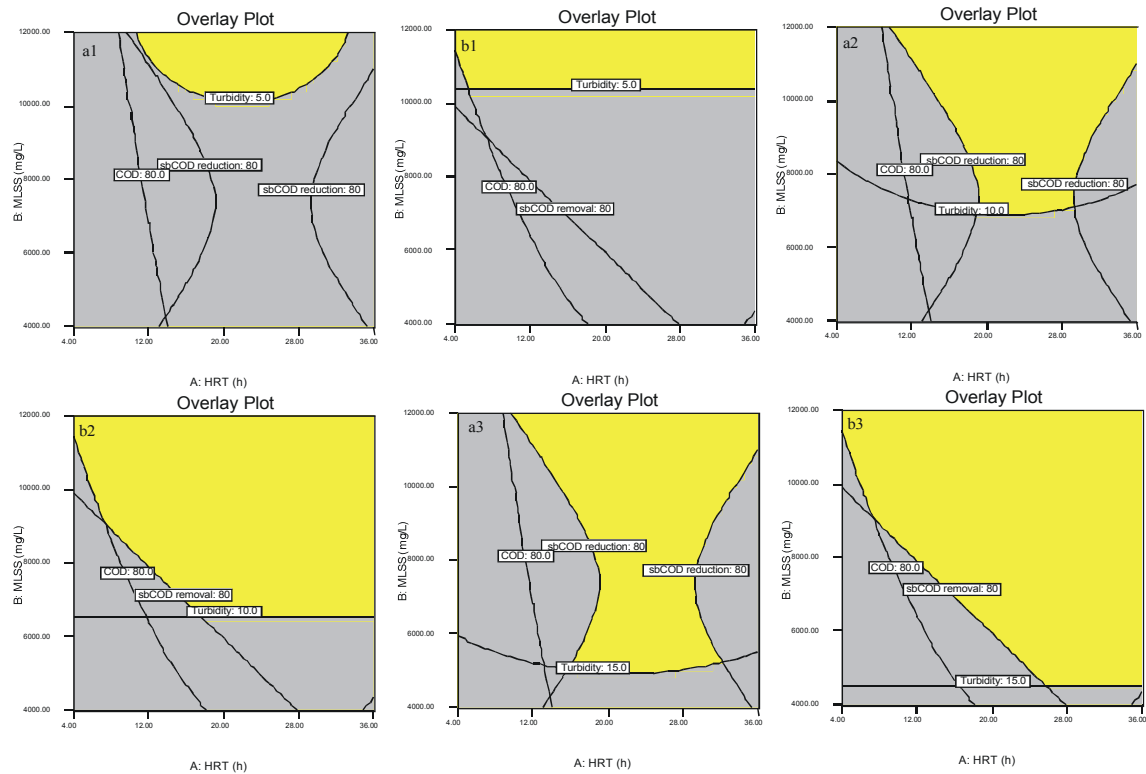 Overlay Plot
a1
B: MLSS (mg/L)
12000.00
10000.00
8000.00
6000.00
4000.00
Turbidity: 5.0
sbCOD reduction: 80
COD: 80.0
sbCOD reduction: 80
4.00 12.00 20.00 28.00 36.00
A: HRT (h)
Overlay Plot
b1
B: MLSS (mg/L)
12000.00
10000.00
8000.00
6000.00
4000.00
Turbidity: 5.0
COD: 80.0
sbCOD removal: 80
4.00 12.00 20.00 28.00 36.00
A: HRT (h)
Overlay Plot
a2
B: MLSS (mg/L)
12000.00
10000.00
8000.00
6000.00
4000.00
sbCOD reduction: 80
COD: 80.0
sbCOD reduction: 80
Turbidity: 10.0
4.00 12.00 20.00 28.00 36.00
A: HRT (h)
Overlay Plot
b2
B: MLSS (mg/L)
12000.00
10000.00
8000.00
6000.00
4000.00
COD: 80.0
sbCOD removal: 80
Turbidity: 10.0
4.00 12.00 20.00 28.00 36.00
A: HRT (h)
Overlay Plot
a3
B: MLSS (mg/L)
12000.00
10000.00
8000.00
6000.00
4000.00
sbCOD reduction: 80
COD: 80.0
sbCOD reduction: 80
Turbidity: 15.0
4.00 12.00 20.00 28.00 36.00
A: HRT (h)
Overlay Plot
b3
B: MLSS (mg/L)
12000.00
10000.00
8000.00
6000.00
4000.00
COD: 80.0
sbCOD removal: 80
Turbidity: 15.0
4.00 12.00 20.00 28.00 36.00
A: HRT (h)